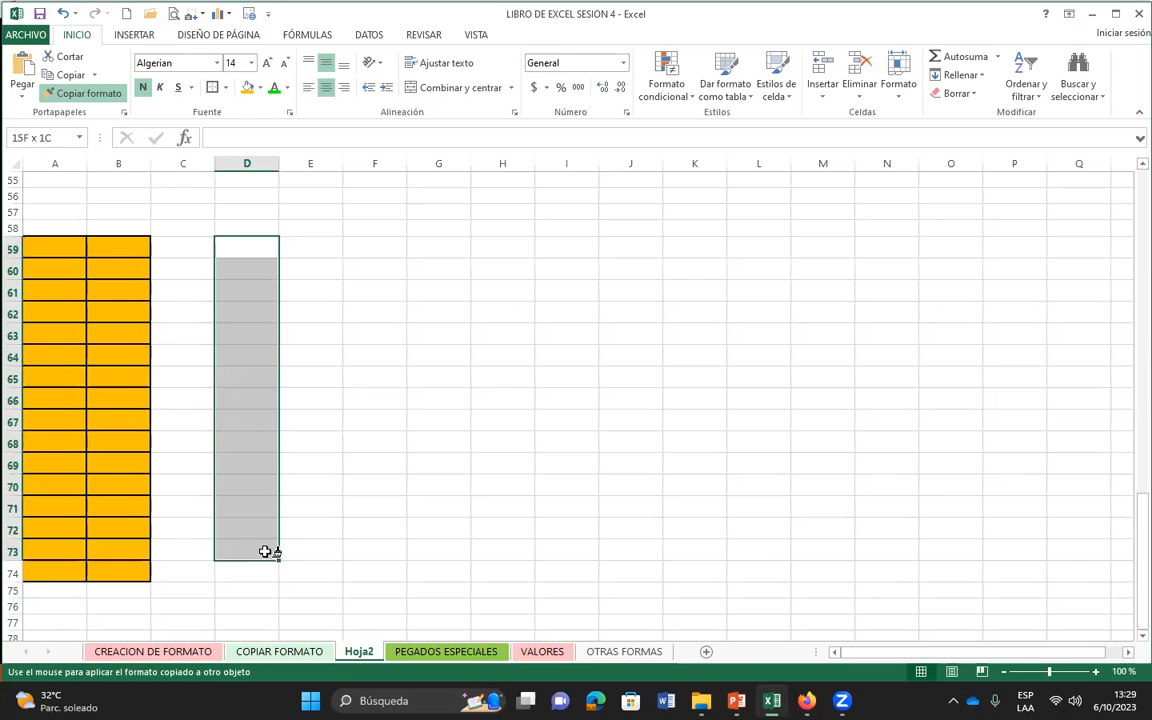 LIBRO DE EXCEL SESION 4 - Excel
?
ARCHIVO INICIO INSERTAR DISEÑO DE PÁGINA FÓRMULAS DATOS REVISAR VISTA Iniciar sesión
Pegar
Cortar
Copiar
Copiar formato
Portapapeles
Algerian 14
N K S
Fuente
Ajustar texto
Combinar y centrar
Alineación
General
$ % 000
Número
Formato condicional
Dar formato como tabla
Estilos de celda
Estilos
Insertar Eliminar Formato
Celdas
Autosuma
Rellenar
Borrar
Ordenar y filtrar
Buscar y seleccionar
Modificar
15F x 1C
fx
A B C D E F G H I J K L M N O P Q
55
56
57
58
59
60
61
62
63
64
65
66
67
68
69
70
71
72
73
74
75
76
77
78
CREACION DE FORMATO COPIAR FORMATO Hoja2 PEGADOS ESPECIALES VALORES OTRAS FORMAS
Use el mouse para aplicar el formato copiado a otro objeto
100 %
32°C
Parc. soleado
Búsqueda
ESP
LAA
13:29
6/10/2023